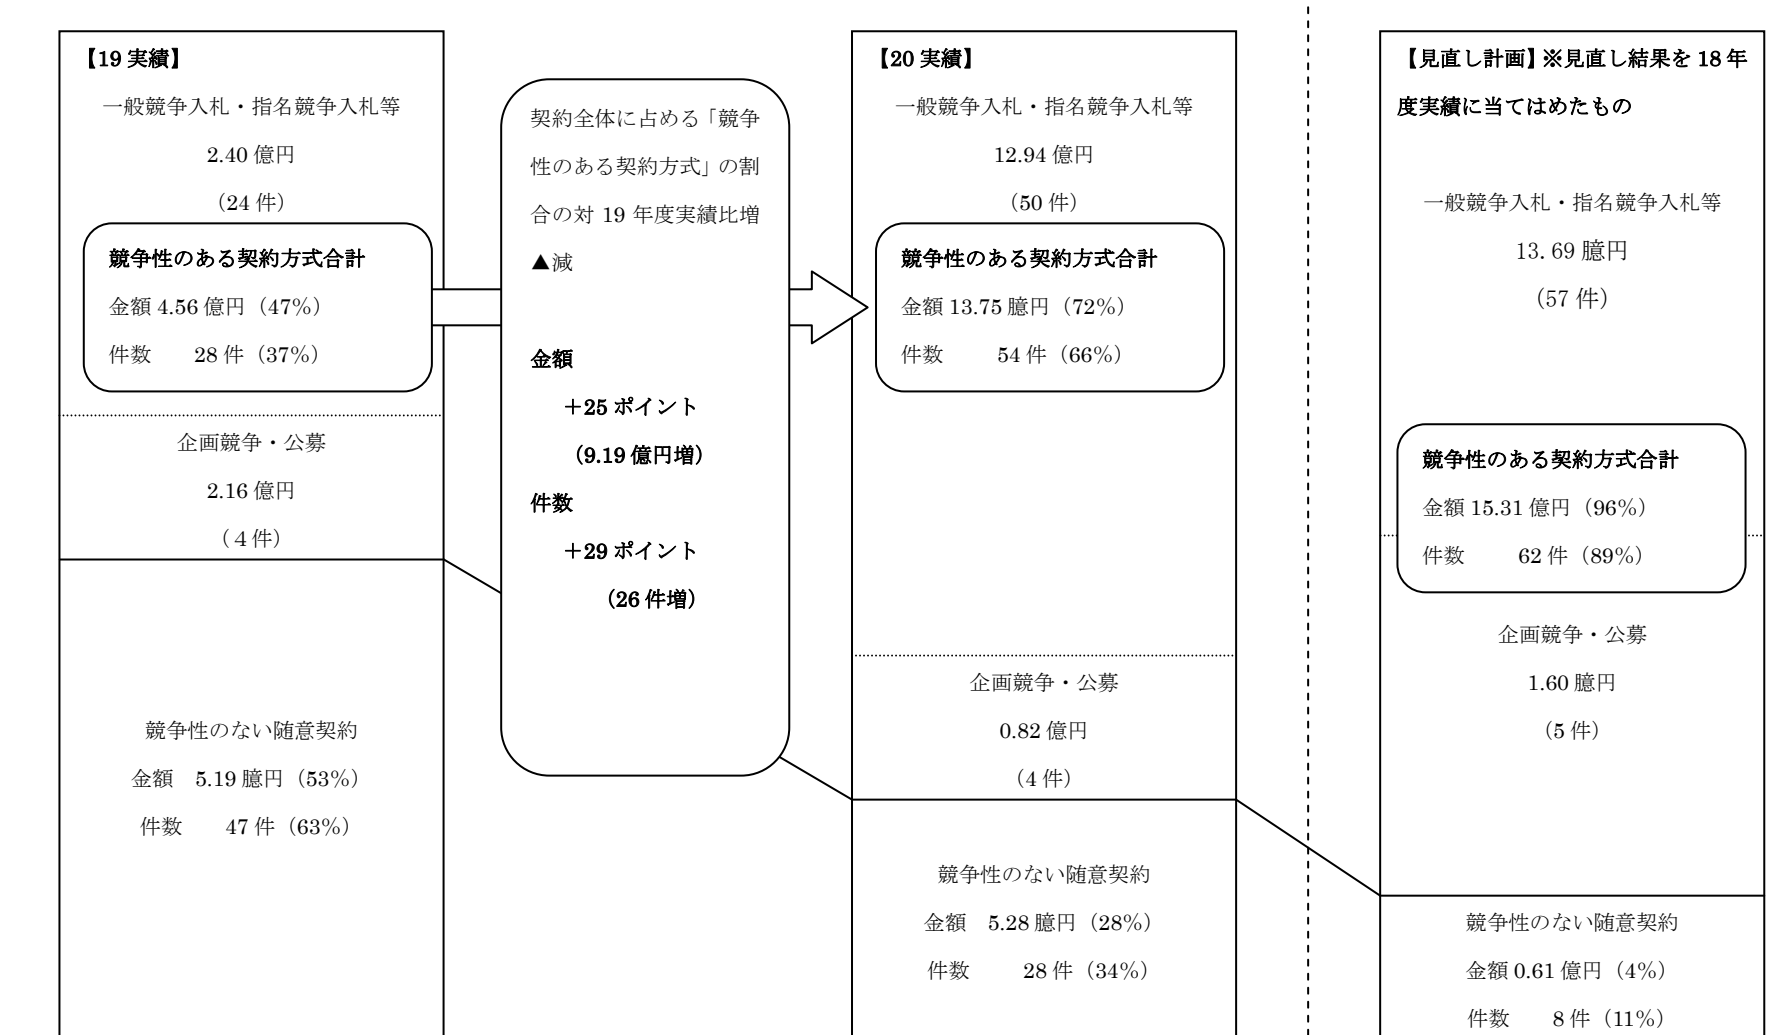 【19 実績】
一般競争入札・指名競争入札等
2.40 億円
（24 件）
競争性のある契約方式合計
金額 4.56 億円（47%）
件数　28 件（37%）
企画競争・公募
2.16 億円
（４件）
競争性のない随意契約
金額　5.19 臆円（53%）
件数　47 件（63%）
契約全体に占める「競争
性のある契約方式」の割
合の対 19 年度実績比増
▲減
金額
＋25 ポイント
（9.19 億円増）
件数
＋29 ポイント
（26 件増）
【20 実績】
一般競争入札・指名競争入札等
12.94 億円
（50 件）
競争性のある契約方式合計
金額 13.75 臆円（72%）
件数　54 件（66%）
企画競争・公募
0.82 億円
（4 件）
競争性のない随意契約
金額　5.28 臆円（28%）
件数　28 件（34%）
【見直し計画】※見直し結果を 18 年
度実績に当てはめたもの
一般競争入札・指名競争入札等
13. 69 臆円
（57 件）
競争性のある契約方式合計
金額 15.31 億円（96%）
件数　62 件（89%）
企画競争・公募
1.60 臆円
（5 件）
競争性のない随意契約
金額 0.61 億円（4%）
件数　8 件（11%）